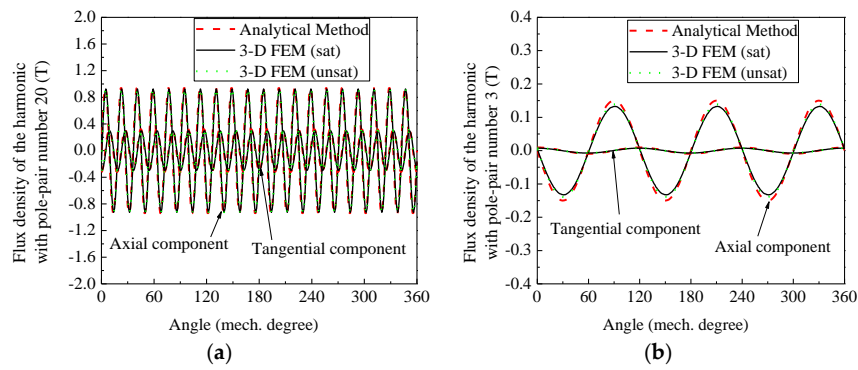 Analytical Method
3-D FEM (sat)
3-D FEM (unsat)
Flux density of the harmonic
with pole-pair number 20 (T)
2.0
1.6
1.2
0.8
0.4
0.0
-0.4
-0.8
-1.2
-1.6
-2.0
Axial component
Tangential component
0 60 120 180 240 300 360
Angle (mech. degree)
(a)
Analytical Method
3-D FEM (sat)
3-D FEM (unsat)
Flux density of the harmonic
with pole-pair number 3 (T)
0.4
0.3
0.2
0.1
0.0
-0.1
-0.2
-0.3
-0.4
Tangential component
Axial component
0 60 120 180 240 300 360
Angle (mech. degree)
(b)